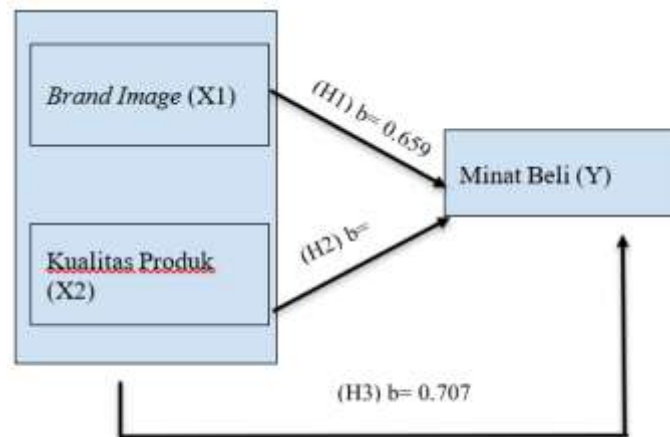 Brand Image (X1)
(H1) b= 0.659
Minat Beli (Y)
(H2) b=
Kualitas Produk
(X2)
(H3) b= 0.707